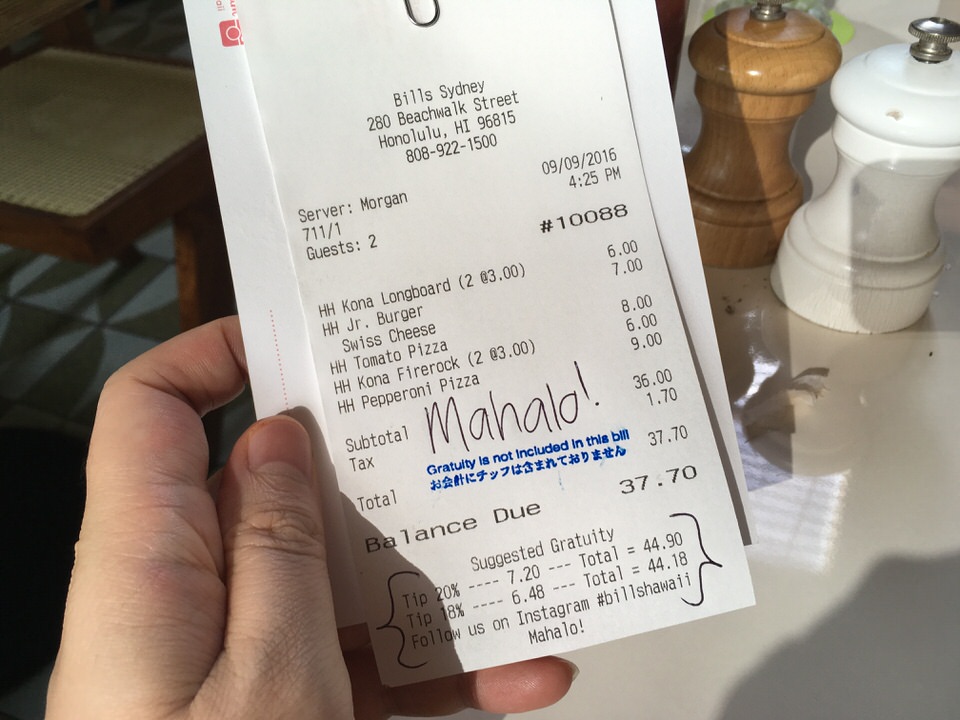 Bills Sydney
280 Beachwalk Street
Honolulu, HI 96815
808-922-1500
09/09/2016
Server: Morgan 4:25 PM
711/1
Guests: 2 #10088
HH Kona Longboard (2 @3.00) 6.00
HH Jr. Burger 7.00
Swiss Cheese
HH Tomato Pizza 8.00
HH Kona Firerock (2 @3.00) 6.00
HH Pepperoni Pizza 9.00
Mahalo!
Subtotal 36.00
Tax 1.70
Gratuity is not included in this bill
お会計にチップは含まれておりません
Total 37.70
Balance Due 37.70
Suggested Gratuity
Tip 20% ---- 7.20 --- Total = 44.90
Tip 18% ---- 6.48 --- Total = 44.18
Follow us on Instagram #billshawaii
Mahalo!